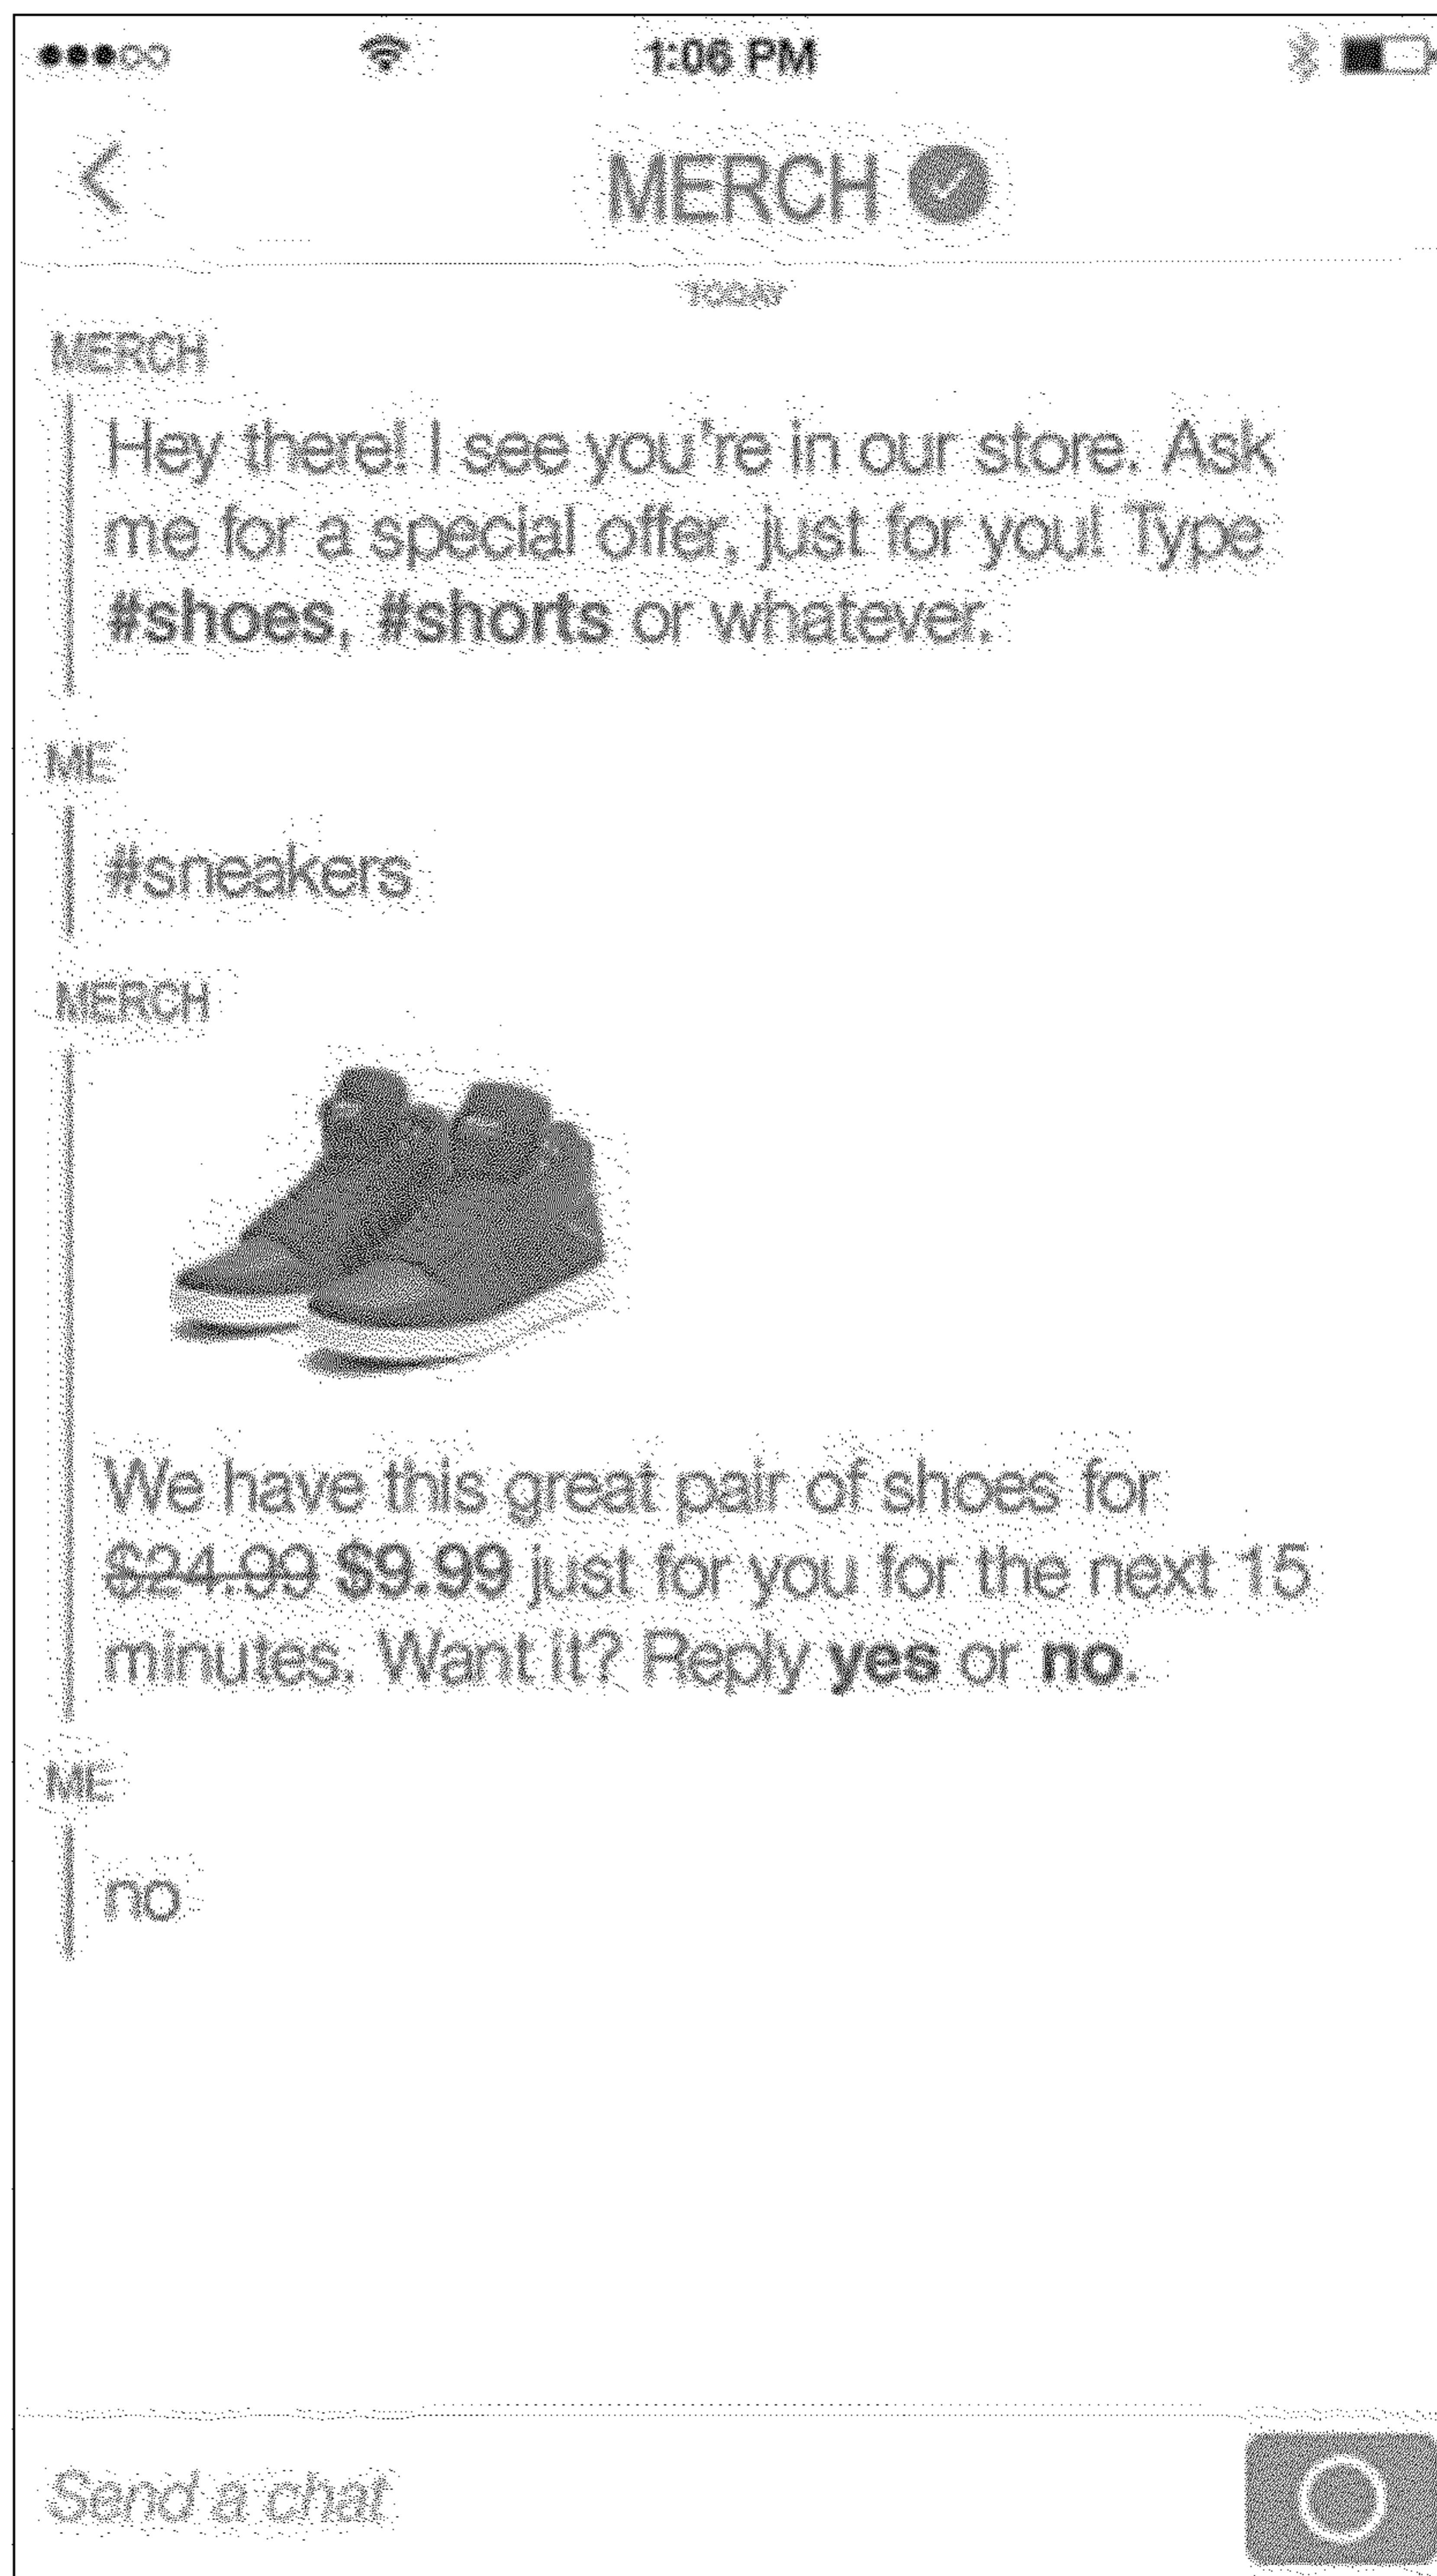 1:06 PM
MERCH
TODAY
MERCH
Hey there! I see you're in our store. Ask
me for a special offer, just for you! Type
#shoes, #shorts or whatever.
ME
#sneakers
MERCH
We have this great pair of shoes for
$24.99 $9.99 just for you for the next 15
minutes. Want it? Reply yes or no.
ME
no
Send a chat